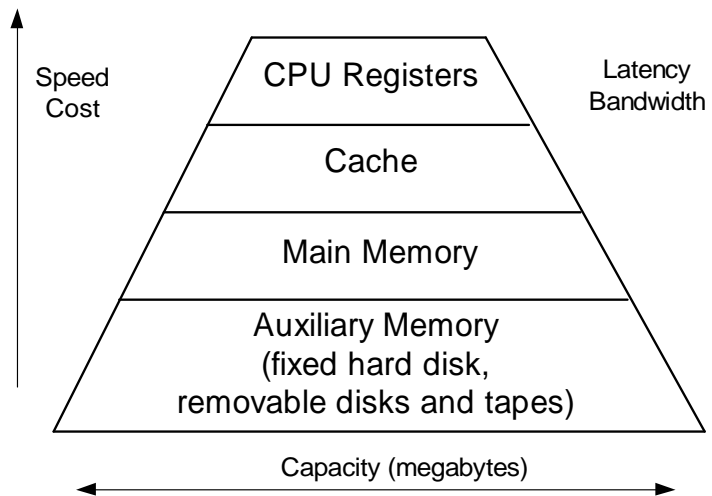 Speed
Cost
CPU Registers
Latency
Bandwidth
Cache
Main Memory
Auxiliary Memory
(fixed hard disk,
removable disks and tapes)
Capacity (megabytes)